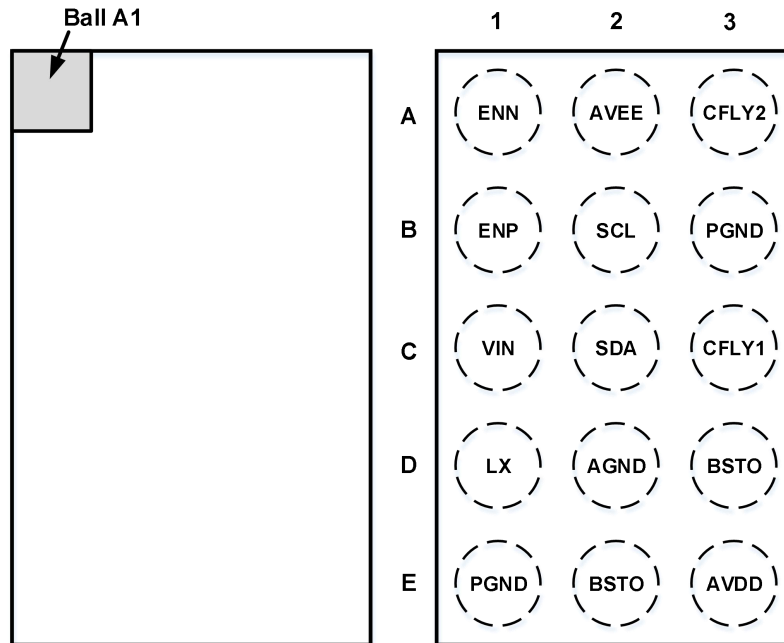 Ball A1
1 2 3
A ENN AVEE CFLY2
B ENP SCL PGND
C VIN SDA CFLY1
D LX AGND BSTO
E PGND BSTO AVDD